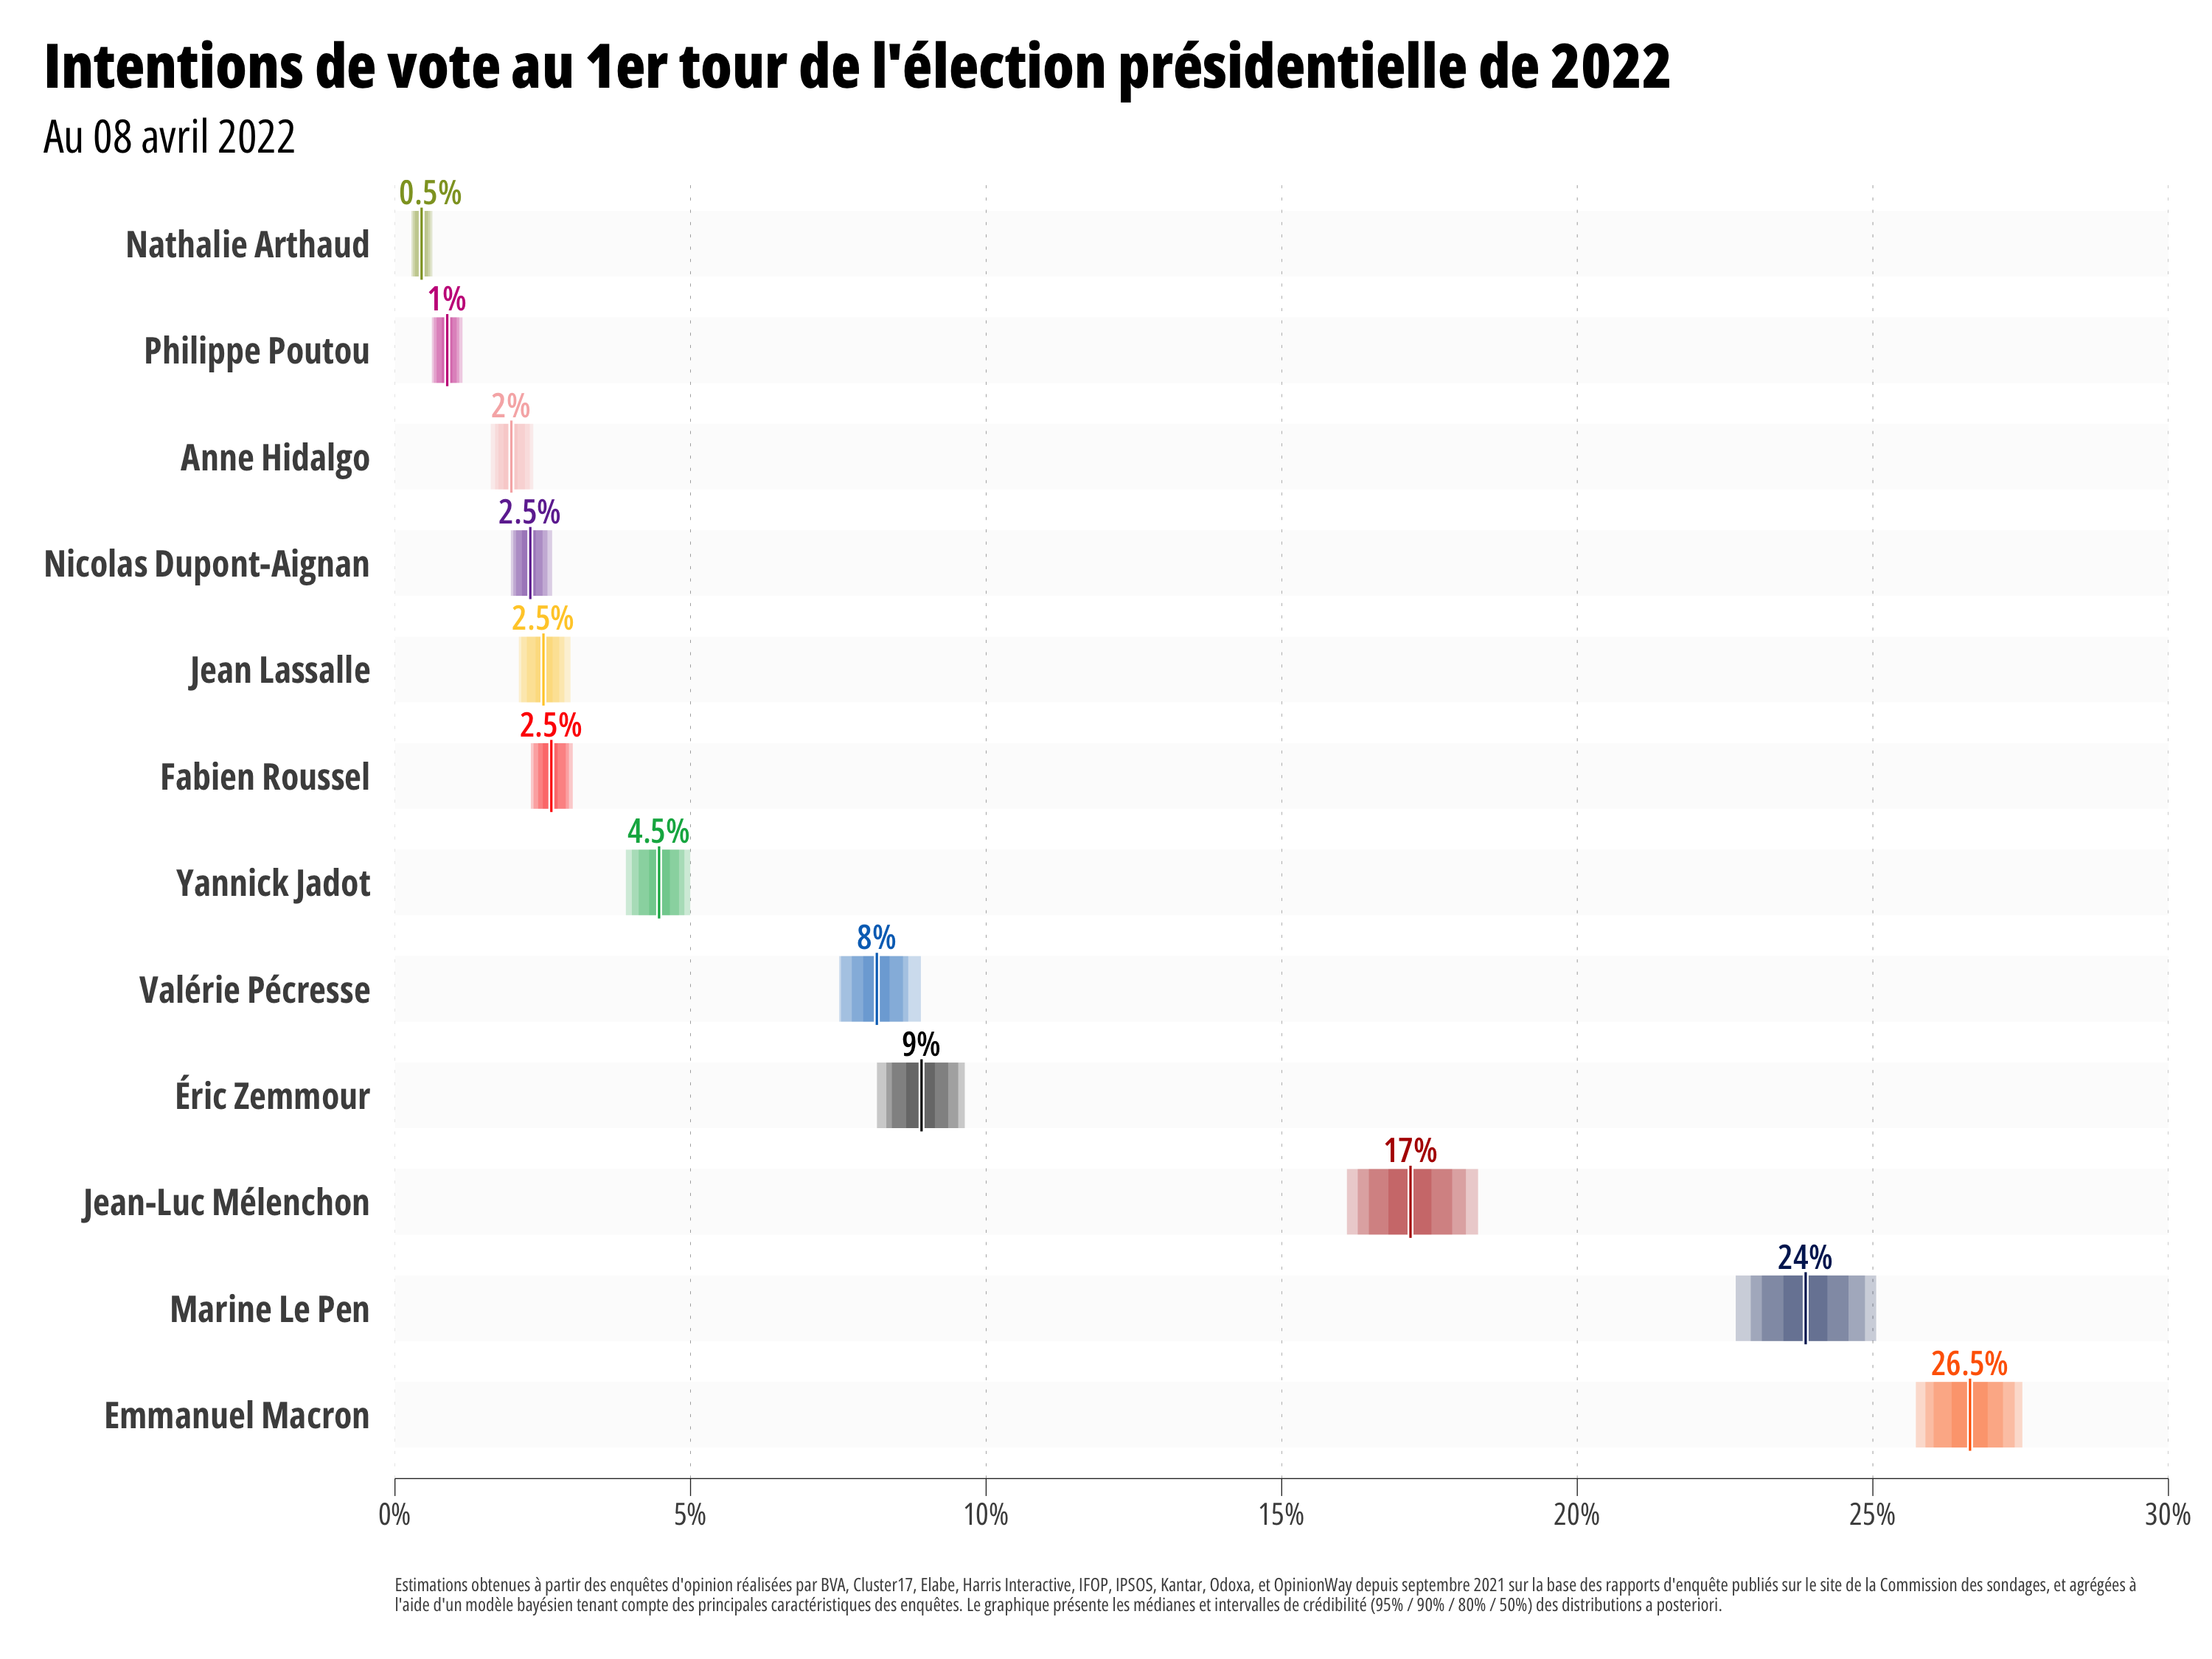 Intentions de vote au 1er tour de l'élection présidentielle de 2022
Au 08 avril 2022
0.5%
Nathalie Arthaud
1%
Philippe Poutou
2%
Anne Hidalgo
2.5%
Nicolas Dupont-Aignan
2.5%
Jean Lassalle
2.5%
Fabien Roussel
4.5%
Yannick Jadot
8%
Valérie Pécresse
9%
Éric Zemmour
17%
Jean-Luc Mélenchon
24%
Marine Le Pen
26.5%
Emmanuel Macron
0% 5% 10% 15% 20% 25% 30%
Estimations obtenues à partir des enquêtes d'opinion réalisées par BVA, Cluster17, Elabe, Harris Interactive, IFOP, IPSOS, Kantar, Odoxa, et OpinionWay depuis septembre 2021 sur la base des rapports d'enquête publiés sur le site de la Commission des sondages, et agrégées à
l'aide d'un modèle bayésien tenant compte des principales caractéristiques des enquêtes. Le graphique présente les médianes et intervalles de crédibilité (95% / 90% / 80% / 50%) des distributions a posteriori.